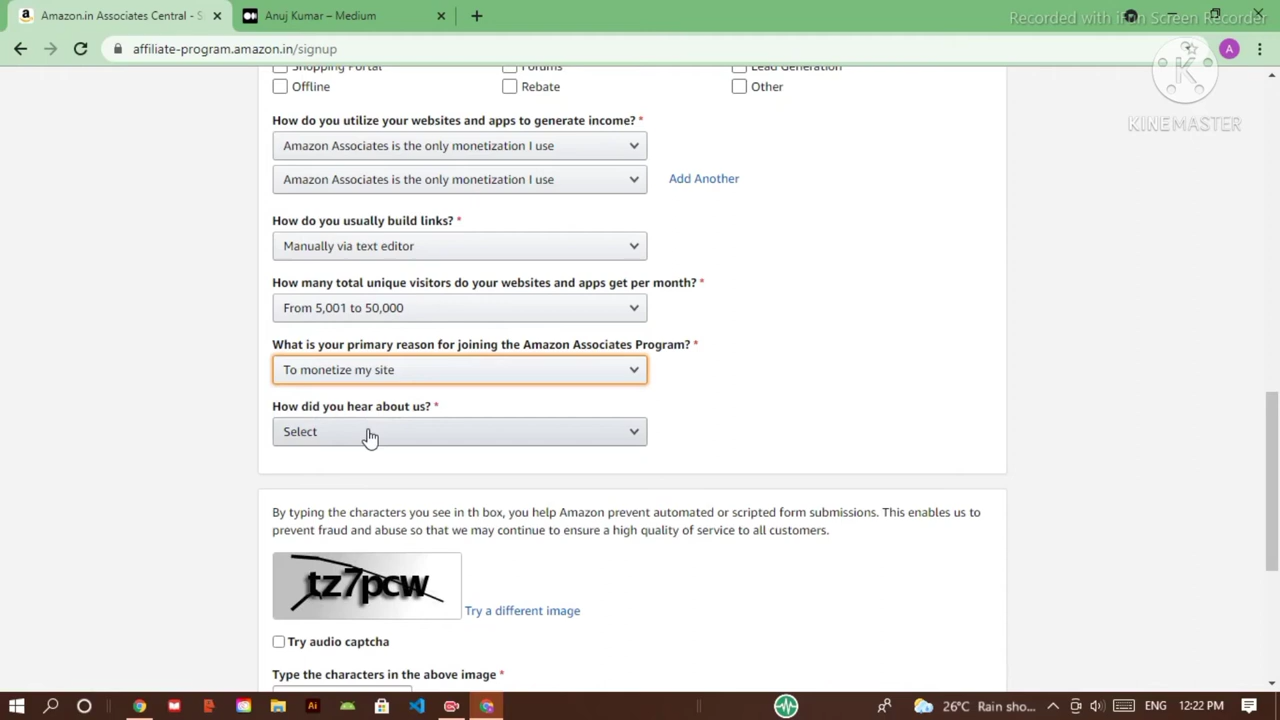 Amazon.in Associates Central - S
Anuj Kumar – Medium
Recorded with iFun Screen Recorder
affiliate-program.amazon.in/signup
A
Shopping Portal
Forums
Lead Generation
Offline
Rebate
Other
K
KINEMASTER
How do you utilize your websites and apps to generate income? *
Amazon Associates is the only monetization I use
Amazon Associates is the only monetization I use
Add Another
How do you usually build links? *
Manually via text editor
How many total unique visitors do your websites and apps get per month? *
From 5,001 to 50,000
What is your primary reason for joining the Amazon Associates Program? *
To monetize my site
How did you hear about us? *
Select
By typing the characters you see in th box, you help Amazon prevent automated or scripted form submissions. This enables us to
prevent fraud and abuse so that we may continue to ensure a high quality of service to all customers.
tz7pcw
Try a different image
Try audio captcha
Type the characters in the above image *
26°C Rain sho...
ENG
12:22 PM